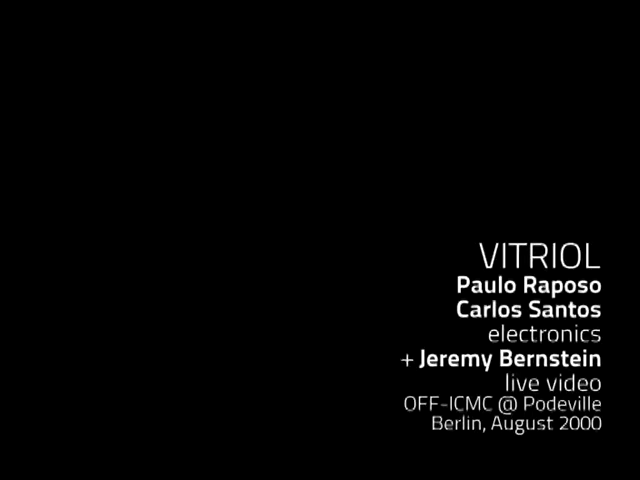 VITRIOL
Paulo Raposo
Carlos Santos
electronics
+ Jeremy Bernstein
live video
OFF-ICMC @ Podeville
Berlin, August 2000